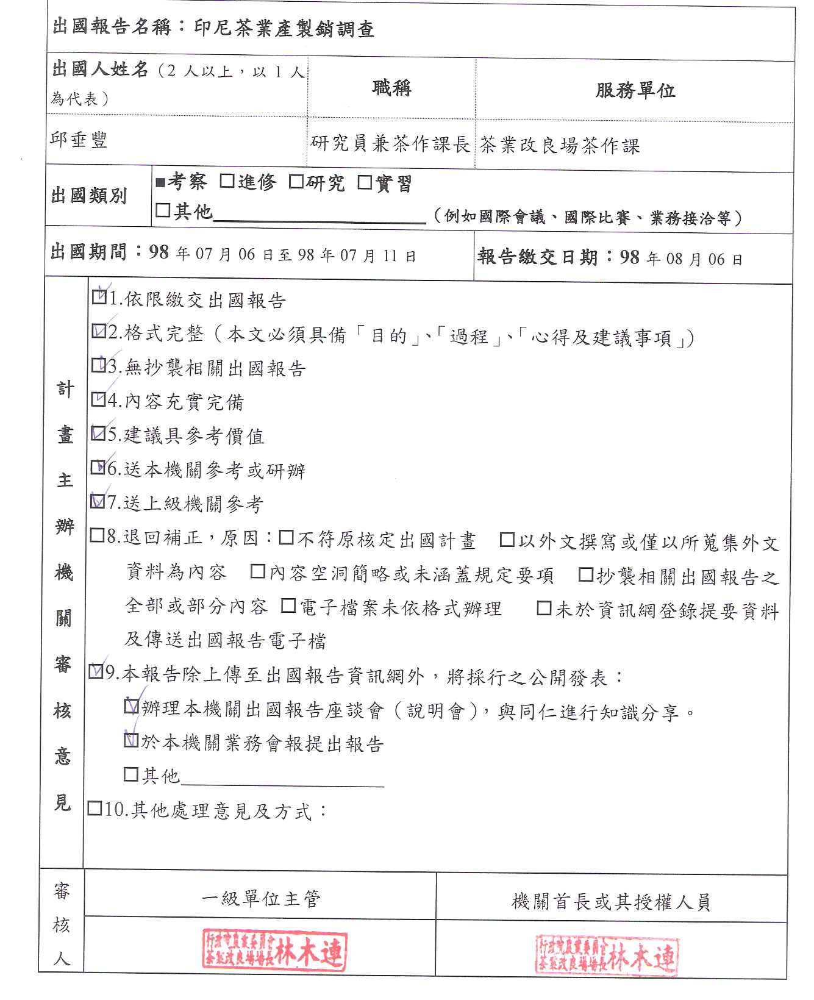 出國報告名稱：印尼茶業產製銷調查
出國人姓名（2 人以上，以 1 人
為代表）
職稱
服務單位
邱垂豐
研究員兼茶作課長
茶業改良場茶作課
出國類別
■考察 □進修 □研究 □實習
□其他＿＿＿＿＿＿＿＿＿＿（例如國際會議、國際比賽、業務接洽等）
出國期間：98 年 07 月 06 日至 98 年 07 月 11 日
報告繳交日期：98 年 08 月 06 日
計畫主辦機關審核意見
☑1.依限繳交出國報告
☑2.格式完整（本文必須具備「目的」、「過程」、「心得及建議事項」）
☑3.無抄襲相關出國報告
☑4.內容充實完備
☑5.建議具參考價值
☑6.送本機關參考或研辦
☑7.送上級機關參考
□8.退回補正，原因：□不符原核定出國計畫 □以外文撰寫或僅以所蒐集外文
資料為內容 □內容空洞簡略或未涵蓋規定要項 □抄襲相關出國報告之
全部或部分內容 □電子檔案未依格式辦理 □未於資訊網登錄提要資料
及傳送出國報告電子檔
☑9.本報告除上傳至出國報告資訊網外，將採行之公開發表：
☑辦理本機關出國報告座談會（說明會），與同仁進行知識分享。
☑於本機關業務會報提出報告
□其他＿＿＿＿＿＿＿＿＿＿
□10.其他處理意見及方式：
審核人
一級單位主管
機關首長或其授權人員
行政院農業委員會
茶業改良場場長
林木連
行政院農業委員會
茶業改良場場長
林木連